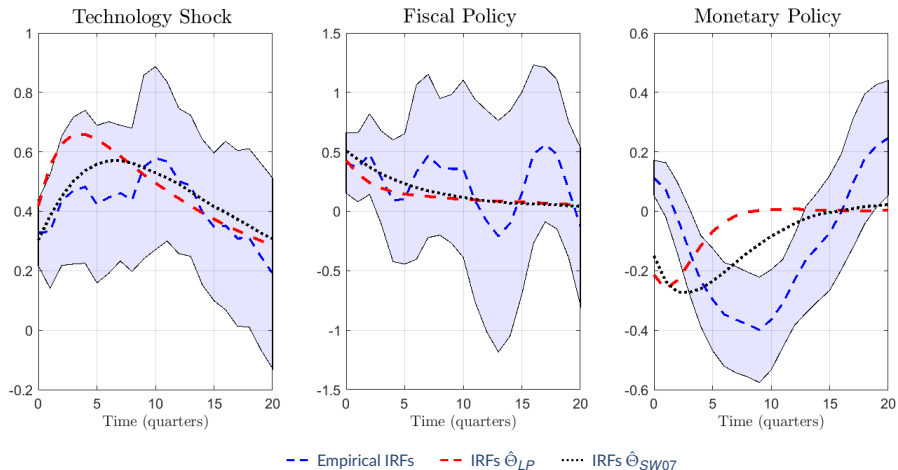 Technology Shock
1
0.8
0.6
0.4
0.2
0
-0.2
0 5 10 15 20
Time (quarters)
Fiscal Policy
1.5
1
0.5
0
-0.5
-1
-1.5
0 5 10 15 20
Time (quarters)
Monetary Policy
0.6
0.4
0.2
0
-0.2
-0.4
-0.6
0 5 10 15 20
Time (quarters)
Empirical IRFs IRFs Θ̂_LP IRFs Θ̂_SW07